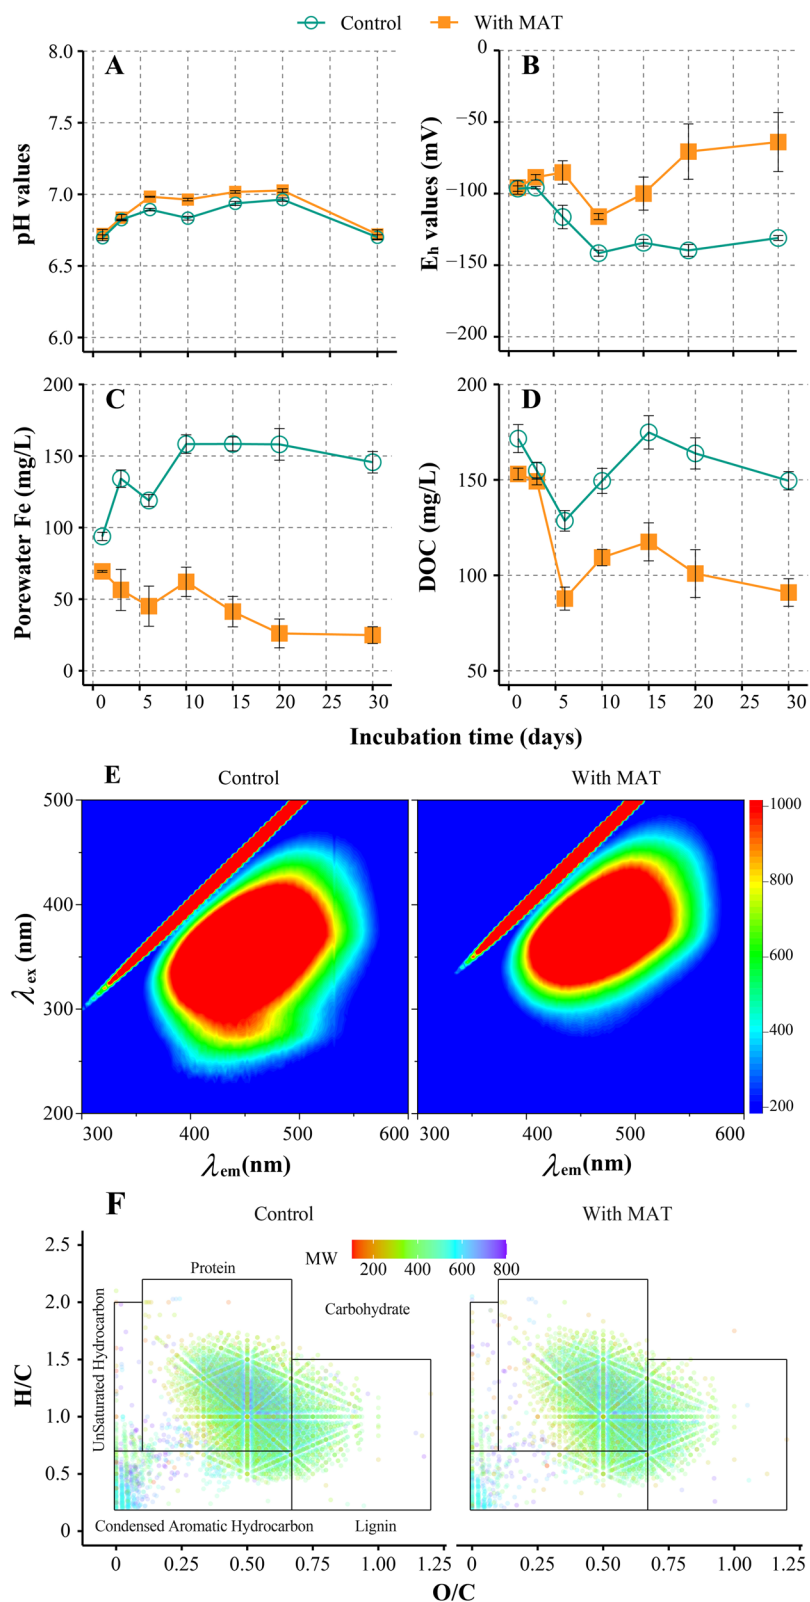 Control With MAT
A
pH values
8.0
7.5
7.0
6.5
6.0
B
Eh values (mV)
0
−50
−100
−150
−200
C
Porewater Fe (mg/L)
200
150
100
50
0
0 5 10 15 20 25 30
D
DOC (mg/L)
200
150
100
50
0 5 10 15 20 25 30
Incubation time (days)
E
Control
With MAT
λex (nm)
500
400
300
200
300 400 500 600
λem(nm)
300 400 500 600
λem(nm)
1000
800
600
400
200
F
Control
With MAT
MW
200 400 600 800
H/C
2.5
2.0
1.5
1.0
0.5
0
Protein
Carbohydrate
UnSaturated Hydrocarbon
Condensed Aromatic Hydrocarbon
Lignin
0 0.25 0.50 0.75 1.00 1.25
0 0.25 0.50 0.75 1.00 1.25
O/C